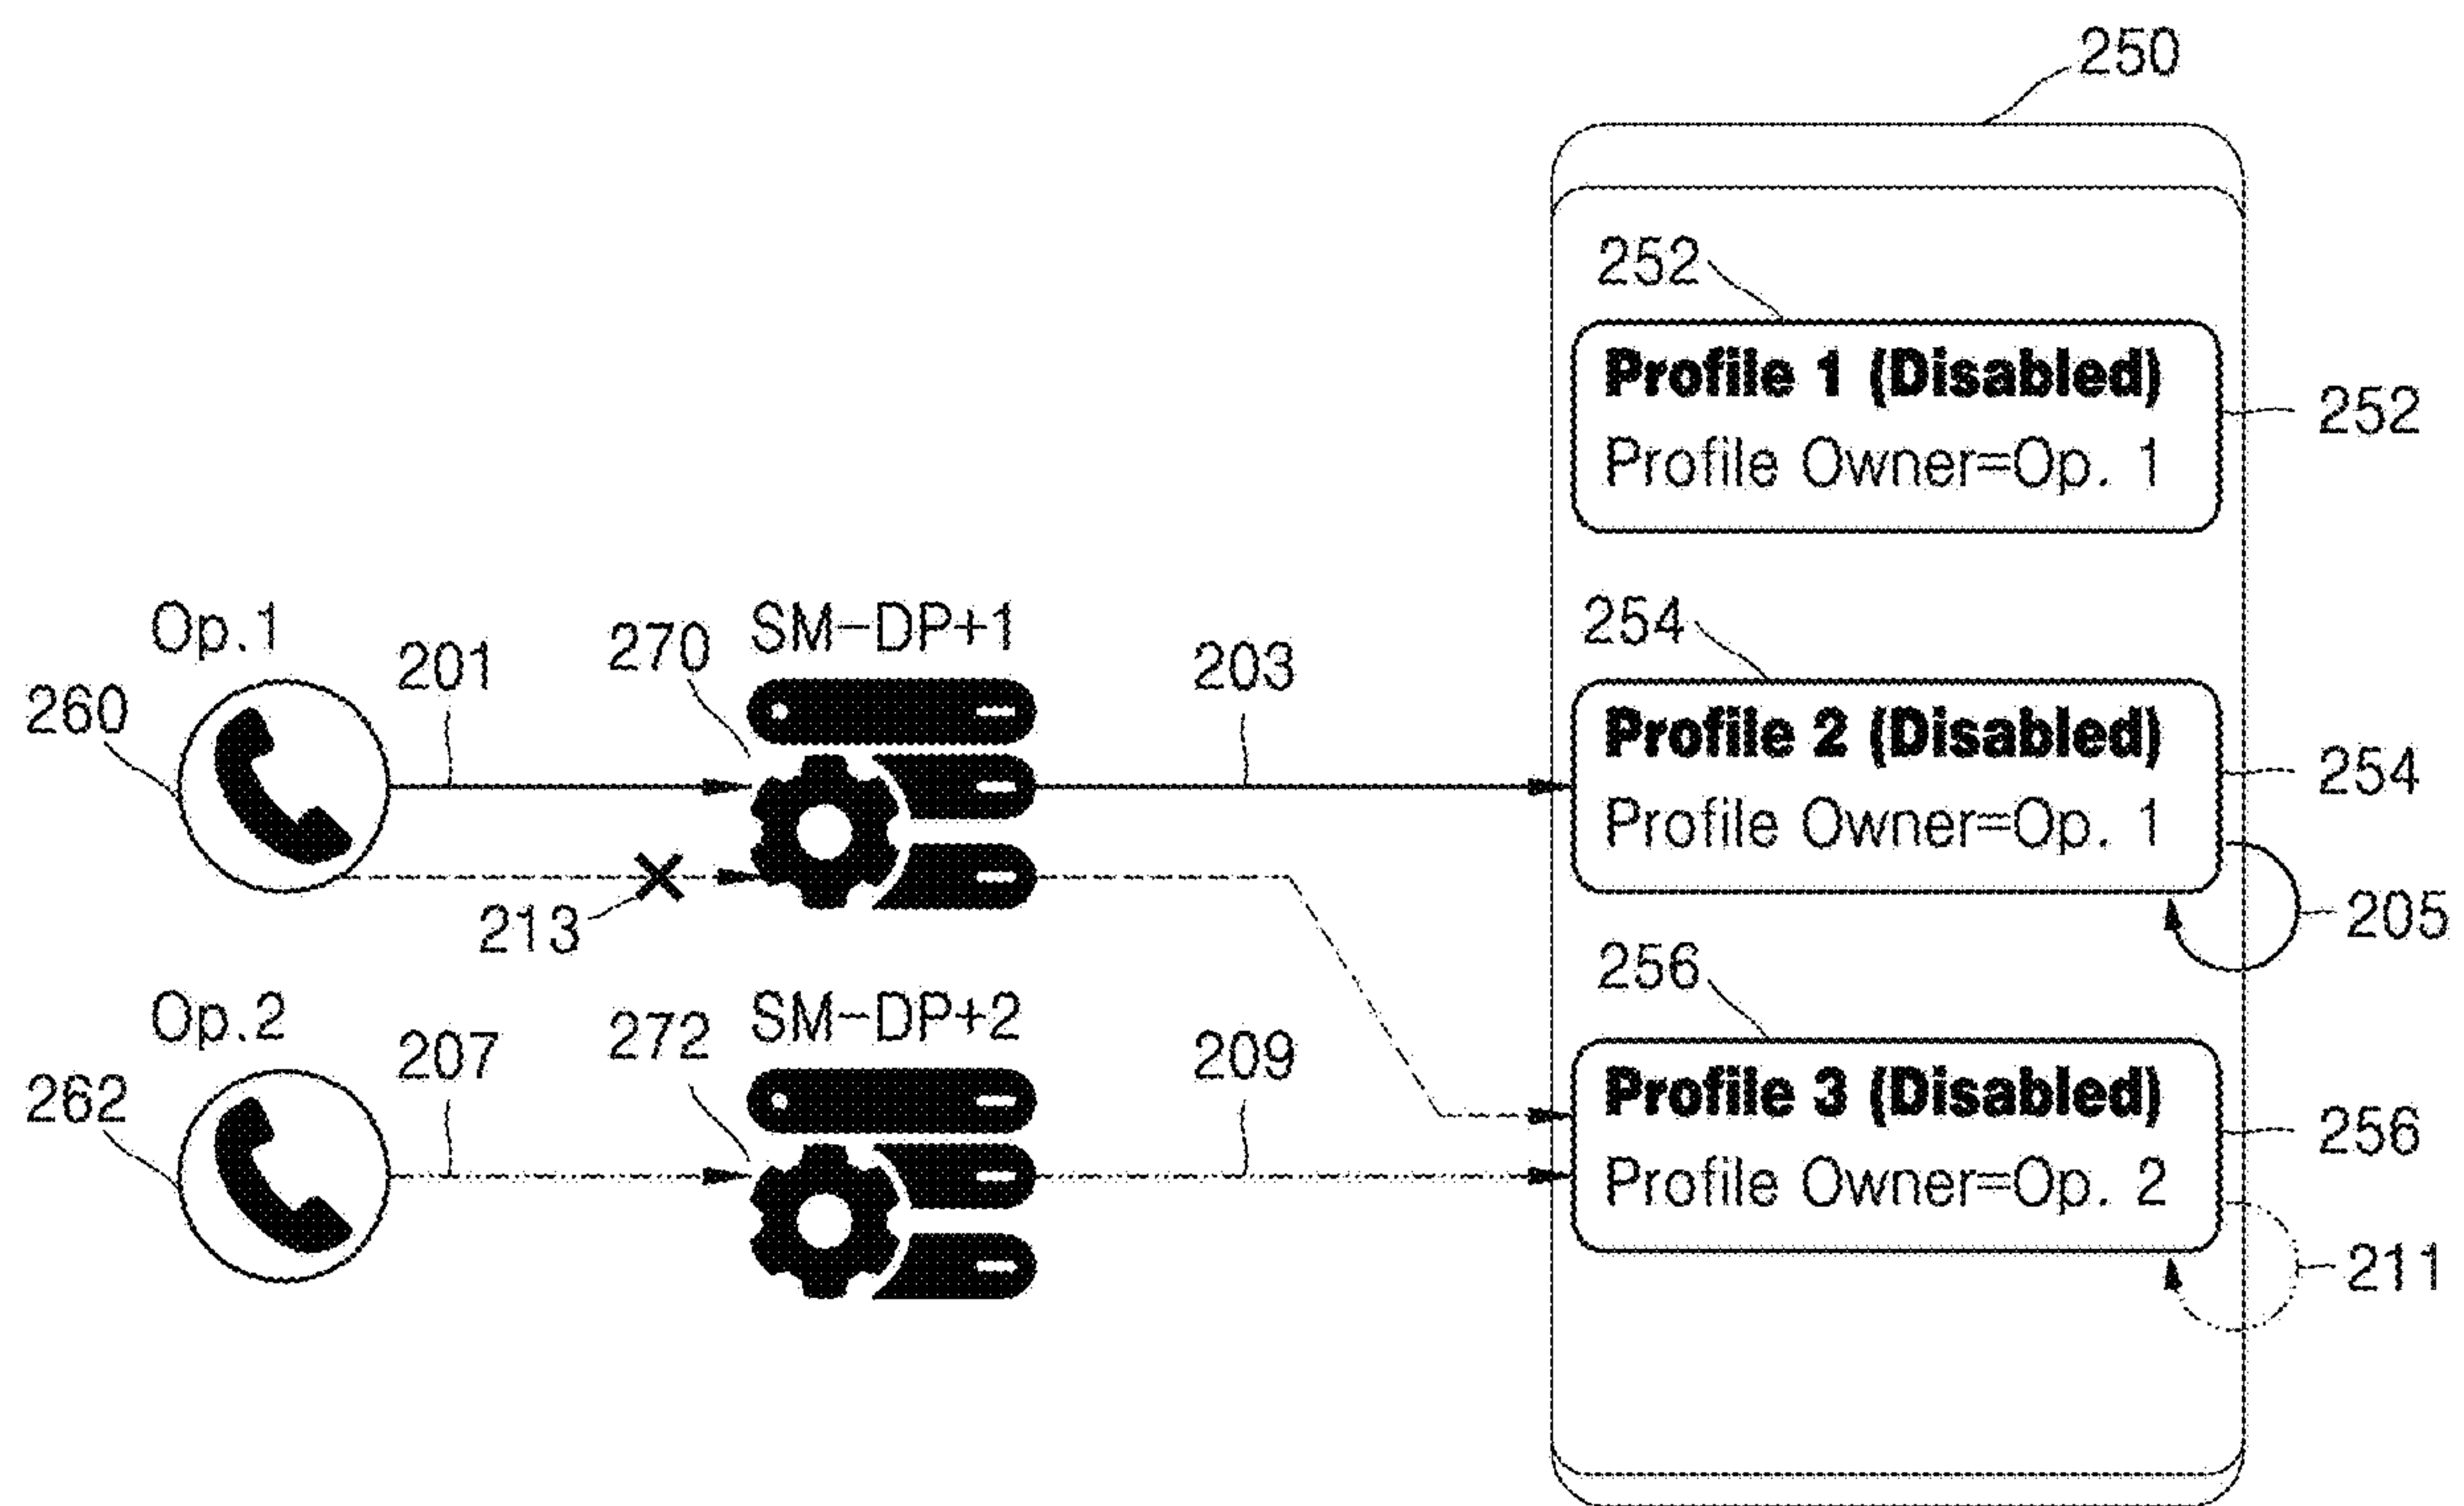 250
252
Profile 1 (Disabled)
252
Profile Owner=Op. 1
Op.1
201
270
SM-DP+1
203
254
260
Profile 2 (Disabled)
254
Profile Owner=Op. 1
213
205
256
Op.2
207
272
SM-DP+2
209
262
Profile 3 (Disabled)
256
Profile Owner=Op. 2
211